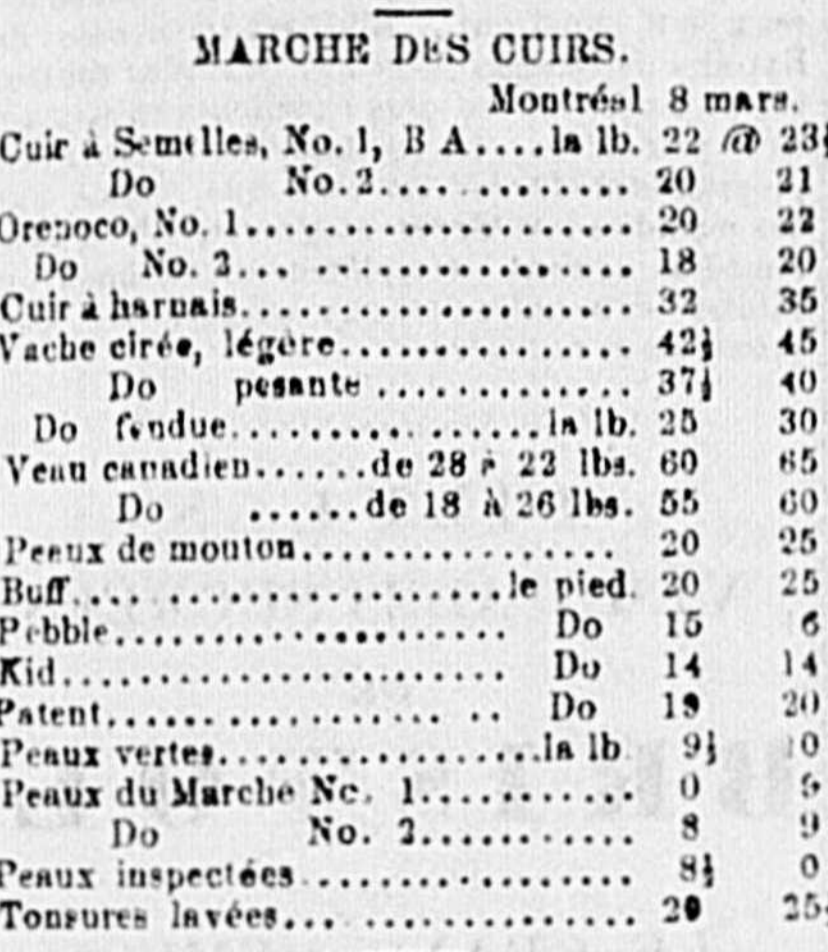 MARCHE DES CUIRS.
Montréal 8 mars.
Cuir à Semelles, No. 1, B A....la lb. 22 @ 23½
Do No. 2.............. 20 21
Orenoco, No. 1.................... 20 22
Do No. 2... ................. 18 20
Cuir à harnais..................... 32 35
Vache cirée, légère................ 42½ 45
Do pesante .............. 37½ 40
Do fendue.................la lb. 25 30
Veau canadien......de 28 à 22 lbs. 60 65
Do ......de 18 à 26 lbs. 55 60
Peaux de mouton................ 20 25
Buff.......................le pied. 20 25
Pebble..................... Do 15 6
Kid....................... Do 14 14
Patent................. .. Do 19 20
Peaux vertes..................la lb 9½ 10
Peaux du Marche No. 1............ 0
Do No. 2............ 8 9
Peaux inspectées.................. 8½ 0
Tonsures lavées... ............... 20 25